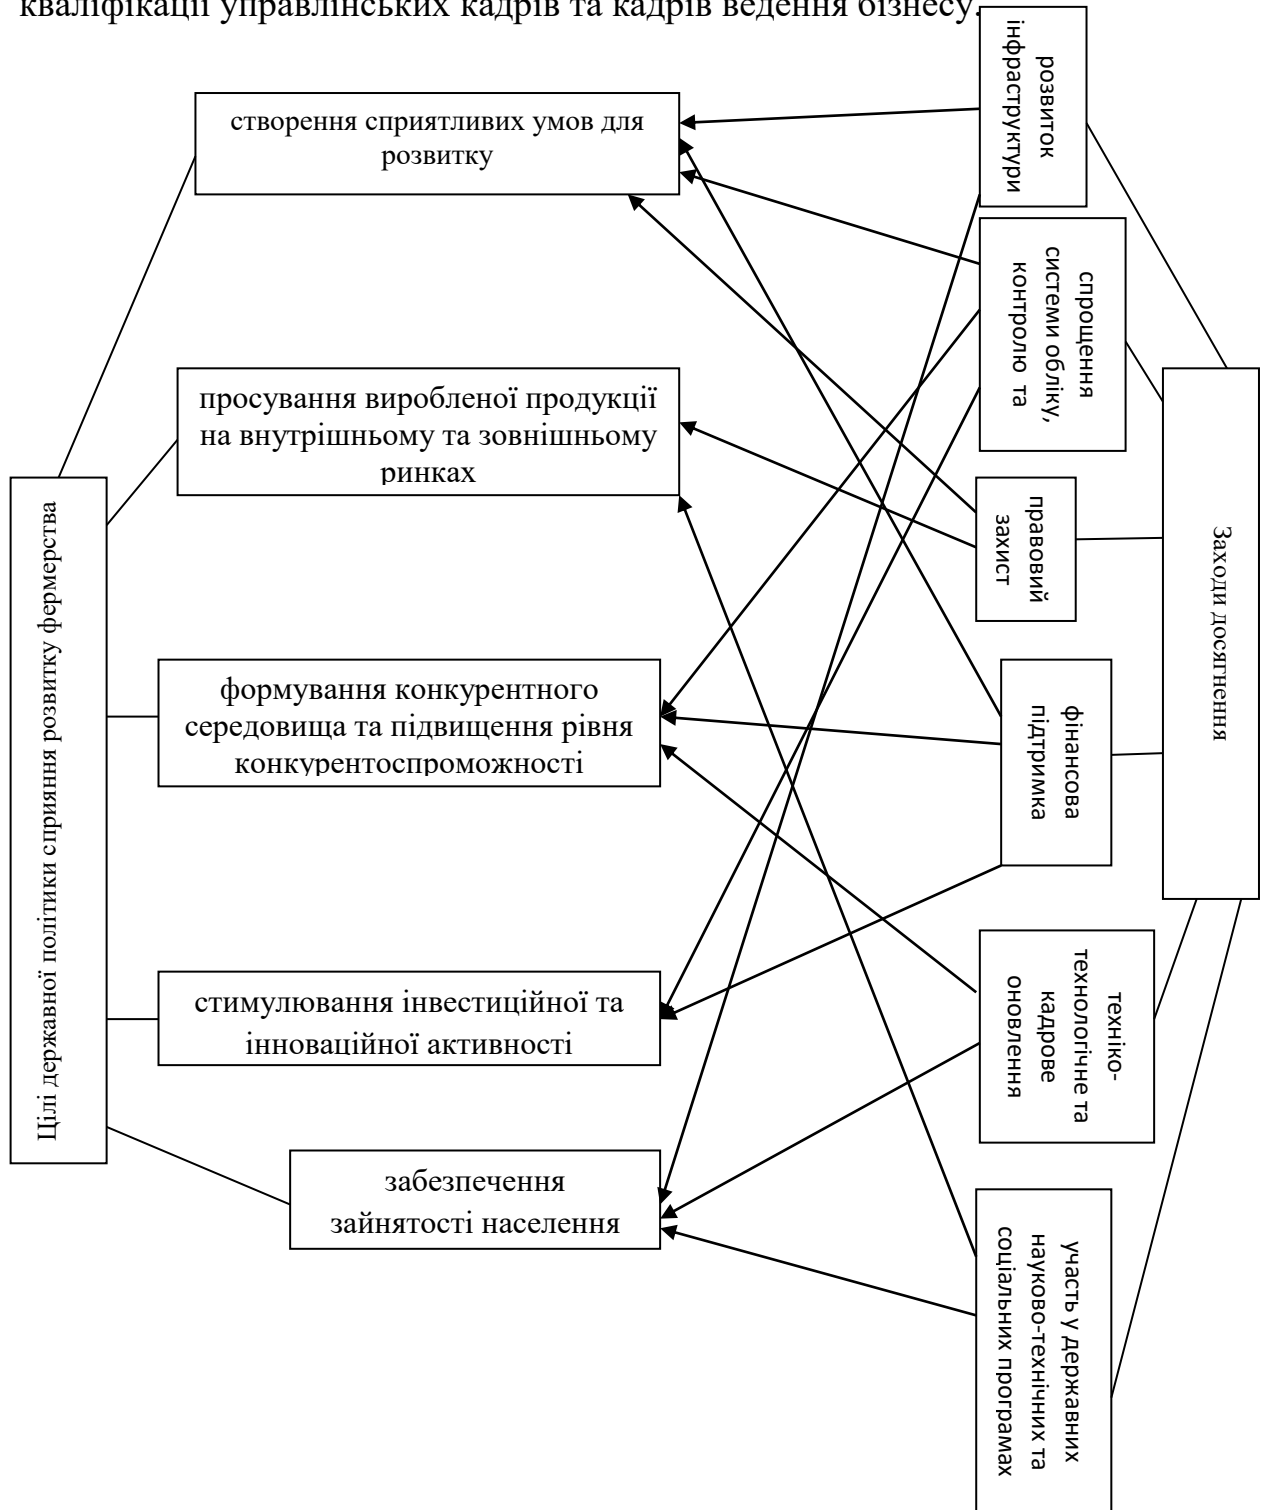 кваліфікації управлінських кадрів та кадрів ведення бізнесу.
розвиток
інфраструктури
створення сприятливих умов для
розвитку
спрощення
системи обліку,
контролю та
просування виробленої продукції
на внутрішньому та зовнішньому
ринках
правовий
захист
Цілі державної політики сприяння розвитку фермерства
Заходи досягнення
формування конкурентного
середовища та підвищення рівня
конкурентоспроможності
фінансова
підтримка
стимулювання інвестиційної та
інноваційної активності
техніко-
технологічне та
кадрове
оновлення
забезпечення
зайнятості населення
участь у державних
науково-технічних та
соціальних програмах